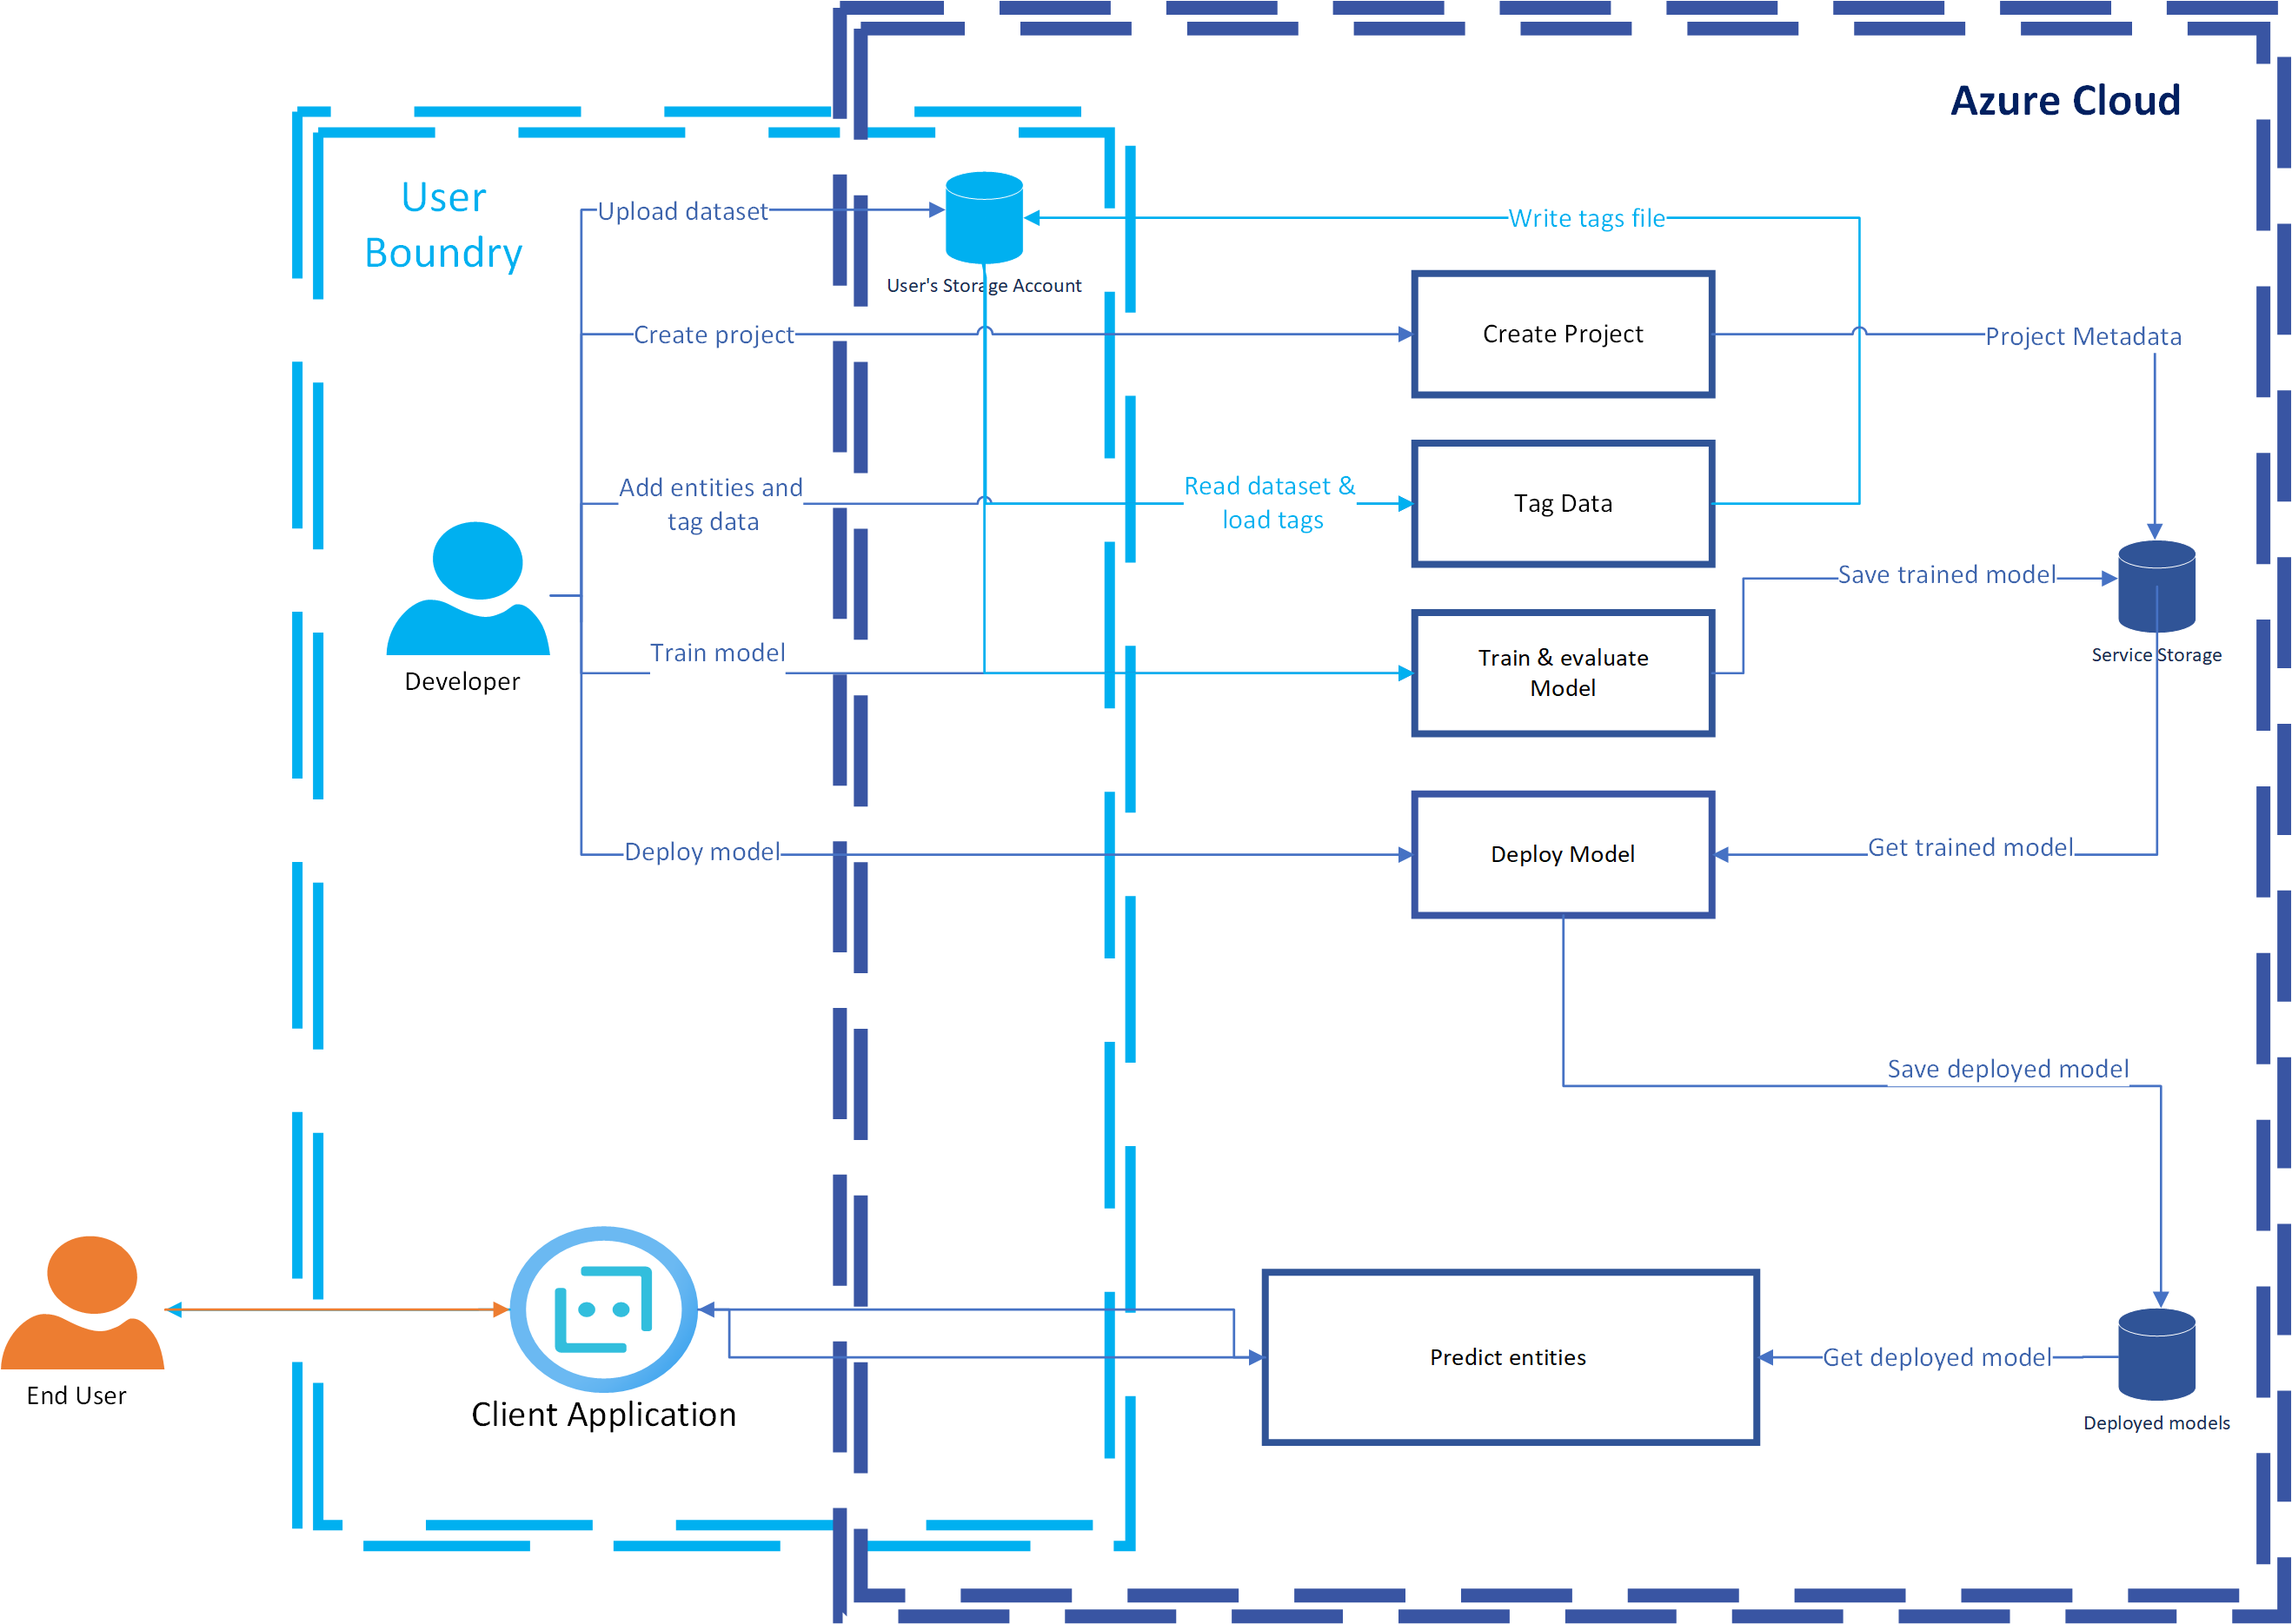 Azure Cloud
User
Boundry
Upload dataset
Write tags file
User's Storage Account
Create project
Create Project
Project Metadata
Add entities and
tag data
Read dataset &
load tags
Tag Data
Save trained model
Train model
Train & evaluate
Model
Service Storage
Developer
Deploy model
Deploy Model
Get trained model
Save deployed model
Predict entities
Get deployed model
End User
Client Application
Deployed models